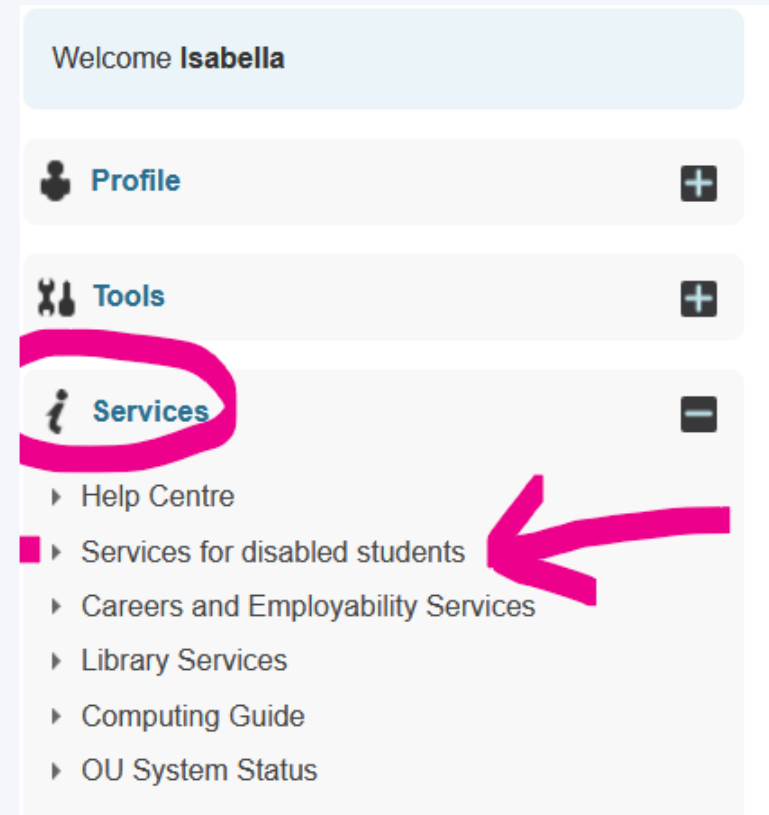 Welcome Isabella
Profile
Tools
Services
Help Centre
Services for disabled students
Careers and Employability Services
Library Services
Computing Guide
OU System Status